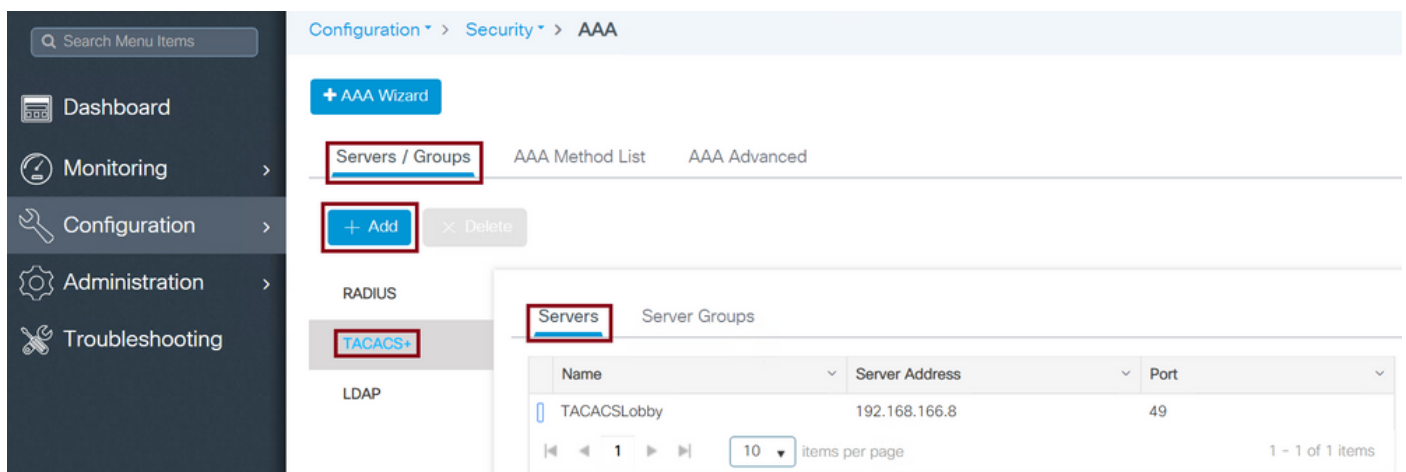 Search Menu Items
Dashboard
Monitoring
Configuration
Administration
Troubleshooting
Configuration > Security > AAA
+ AAA Wizard
Servers / Groups AAA Method List AAA Advanced
+ Add × Delete
RADIUS
TACACS+
LDAP
Servers Server Groups
Name Server Address Port
TACACSLobby 192.168.166.8 49
1 10 items per page 1 - 1 of 1 items